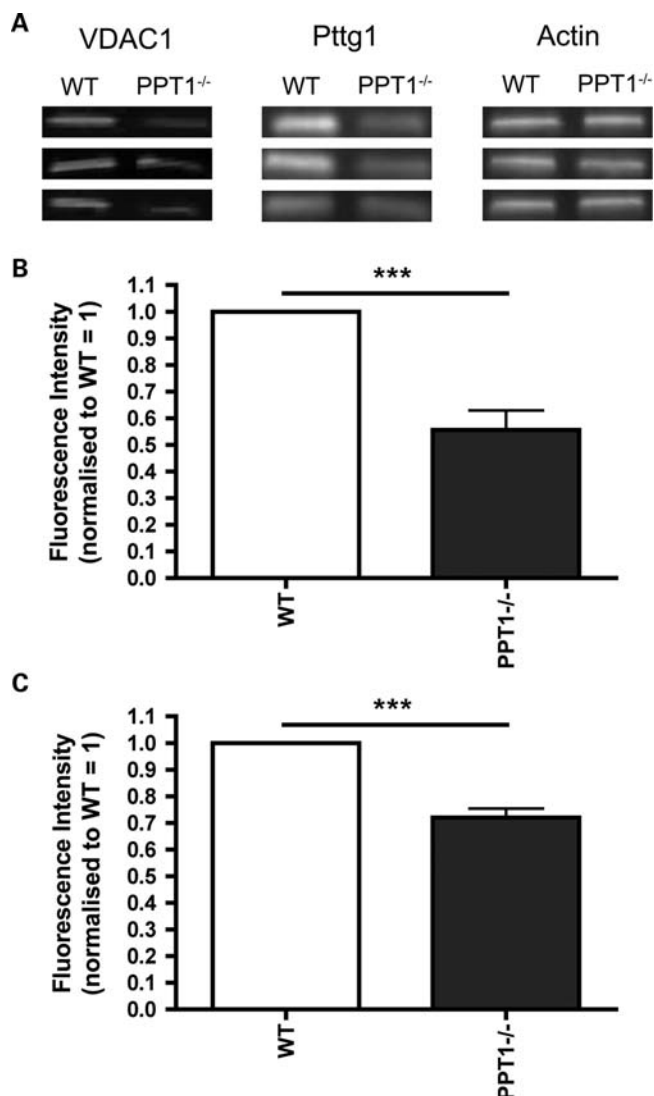 A
VDAC1 Pttg1 Actin
WT PPT1-/- WT PPT1-/- WT PPT1-/-
B
***
Fluorescence Intensity
(normalised to WT = 1)
1.1
1.0
0.9
0.8
0.7
0.6
0.5
0.4
0.3
0.2
0.1
0.0
WT
PPT1-/-
C
***
Fluorescence Intensity
(normalised to WT = 1)
1.1
1.0
0.9
0.8
0.7
0.6
0.5
0.4
0.3
0.2
0.1
0.0
WT
PPT1-/-